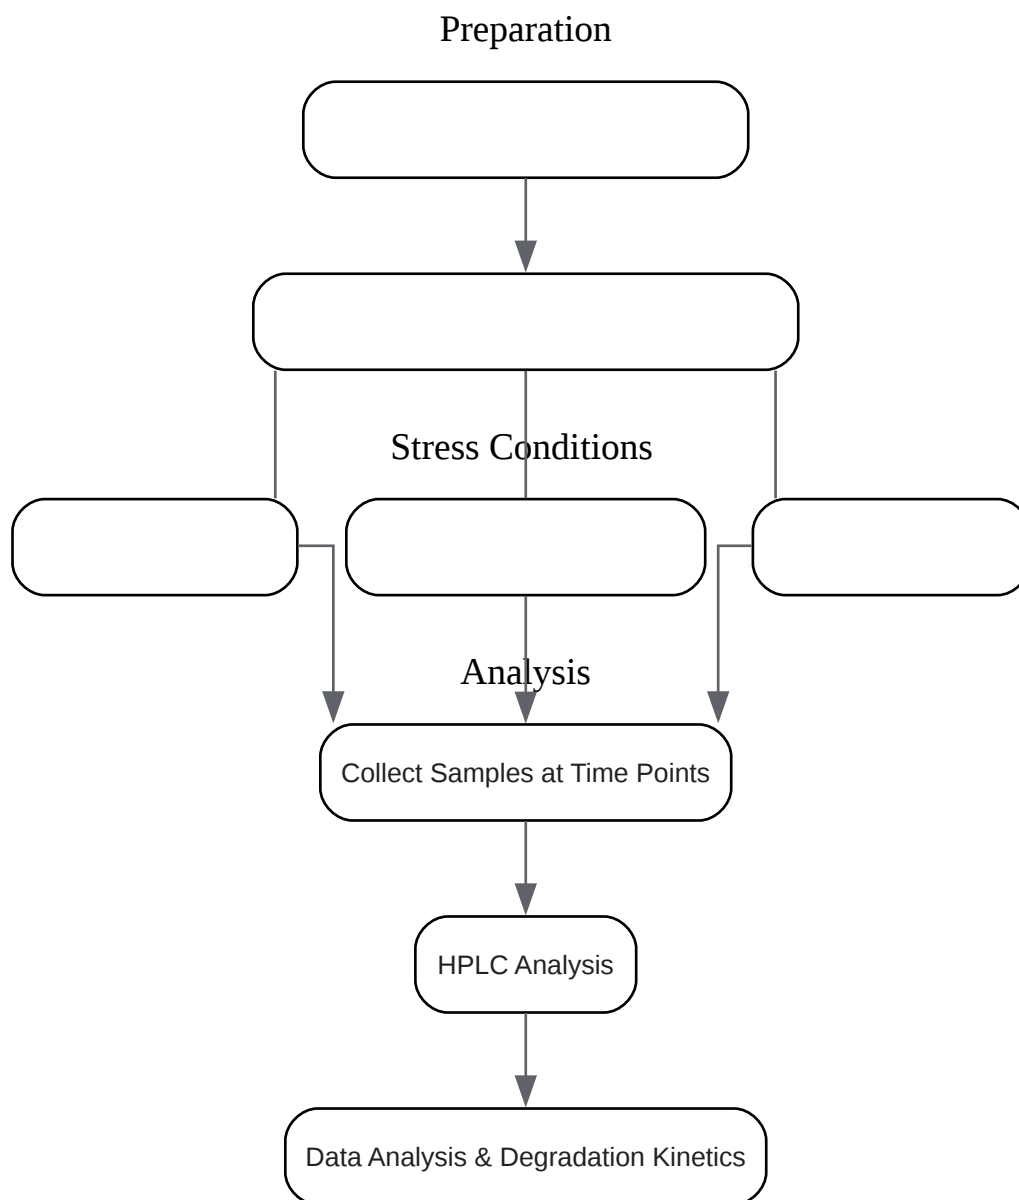 Preparation
Stress Conditions
Analysis
Collect Samples at Time Points
HPLC Analysis
Data Analysis & Degradation Kinetics